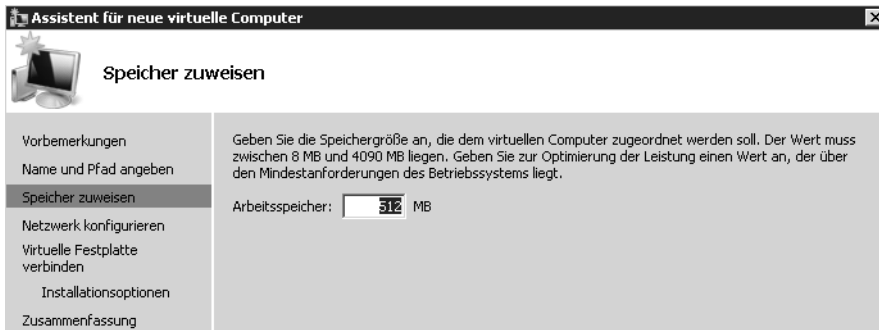 Assistent für neue virtuelle Computer
Speicher zuweisen
Vorbemerkungen
Name und Pfad angeben
Speicher zuweisen
Netzwerk konfigurieren
Virtuelle Festplatte
verbinden
Installationsoptionen
Zusammenfassung
Geben Sie die Speichergröße an, die dem virtuellen Computer zugeordnet werden soll. Der Wert muss
zwischen 8 MB und 4090 MB liegen. Geben Sie zur Optimierung der Leistung einen Wert an, der über
den Mindestanforderungen des Betriebssystems liegt.
Arbeitsspeicher: 512 MB